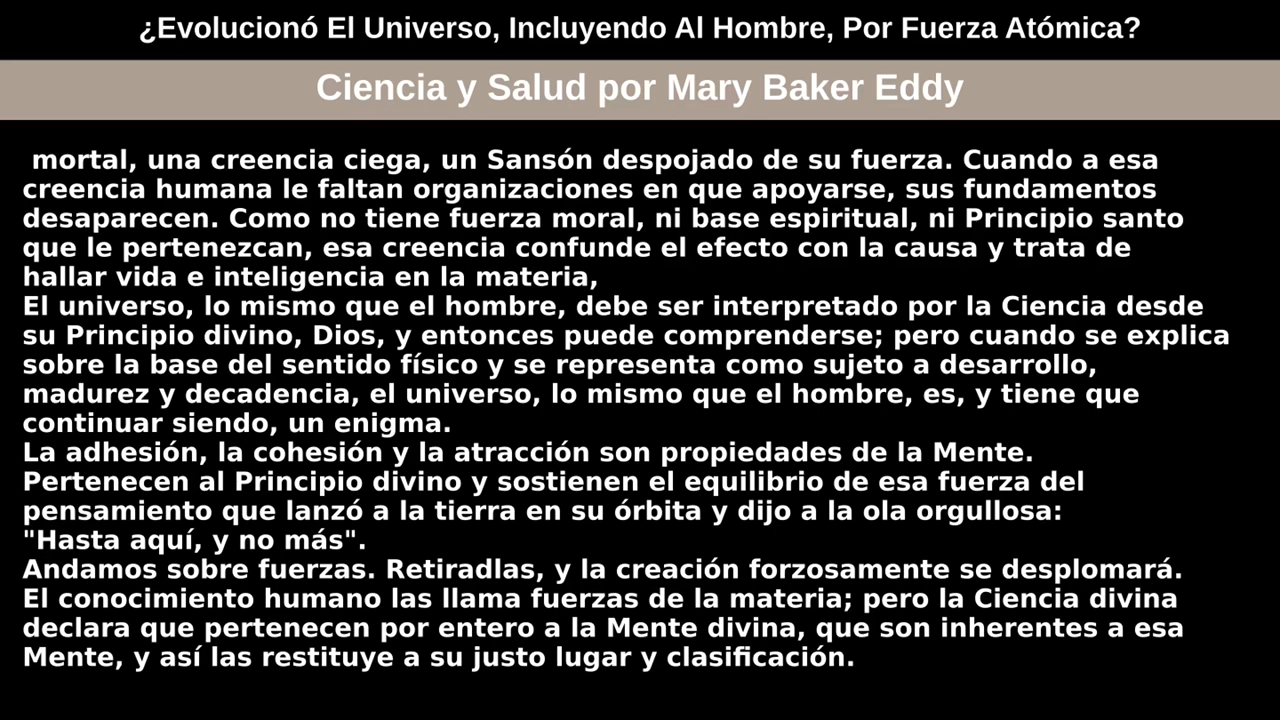 ¿Evolucionó El Universo, Incluyendo Al Hombre, Por Fuerza Atómica?
Ciencia y Salud por Mary Baker Eddy
mortal, una creencia ciega, un Sansón despojado de su fuerza. Cuando a esa
creencia humana le faltan organizaciones en que apoyarse, sus fundamentos
desaparecen. Como no tiene fuerza moral, ni base espiritual, ni Principio santo
que le pertenezcan, esa creencia confunde el efecto con la causa y trata de
hallar vida e inteligencia en la materia,
El universo, lo mismo que el hombre, debe ser interpretado por la Ciencia desde
su Principio divino, Dios, y entonces puede comprenderse; pero cuando se explica
sobre la base del sentido físico y se representa como sujeto a desarrollo,
madurez y decadencia, el universo, lo mismo que el hombre, es, y tiene que
continuar siendo, un enigma.
La adhesión, la cohesión y la atracción son propiedades de la Mente.
Pertenecen al Principio divino y sostienen el equilibrio de esa fuerza del
pensamiento que lanzó a la tierra en su órbita y dijo a la ola orgullosa:
"Hasta aquí, y no más".
Andamos sobre fuerzas. Retiradlas, y la creación forzosamente se desplomará.
El conocimiento humano las llama fuerzas de la materia; pero la Ciencia divina
declara que pertenecen por entero a la Mente divina, que son inherentes a esa
Mente, y así las restituye a su justo lugar y clasificación.